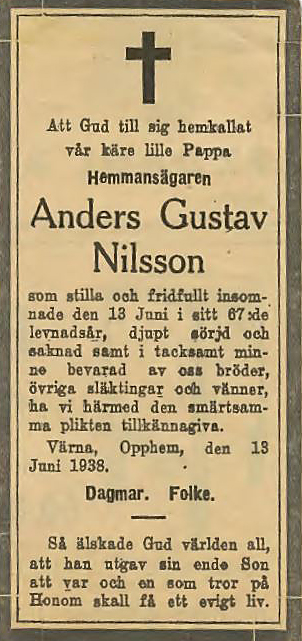 Att Gud till sig hemkallat
vår käre lille Pappa
Hemmansägaren
Anders Gustav
Nilsson
som stilla och fridfullt insom-
nade den 13 Juni i sitt 67:de
levnadsår, djupt sörjd och
saknad samt i tacksamt min-
ne bevarad av oss bröder,
övriga släktingar och vänner,
ha vi härmed den smärtsam-
ma plikten tillkännagiva.
Värna, Opphem, den 13
Juni 1938.
Dagmar. Folke.
Så älskade Gud världen all,
att han utgav sin ende Son
att var och en som tror på
Honom skall få ett evigt liv.